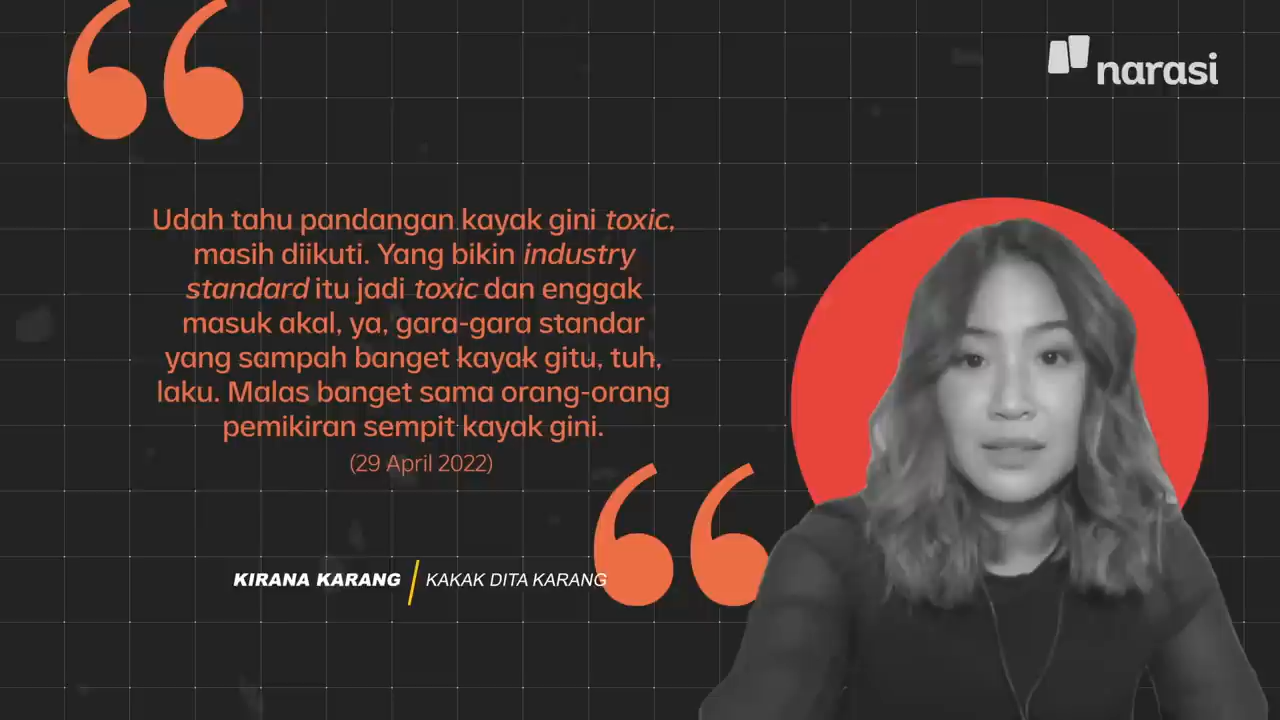 narasi
Udah tahu pandangan kayak gini toxic,
masih diikuti. Yang bikin industry
standard itu jadi toxic dan enggak
masuk akal, ya, gara-gara standar
yang sampah banget kayak gitu, tuh,
laku. Malas banget sama orang-orang
pemikiran sempit kayak gini.
(29 April 2022)
KIRANA KARANG / KAKAK DITA KARANG